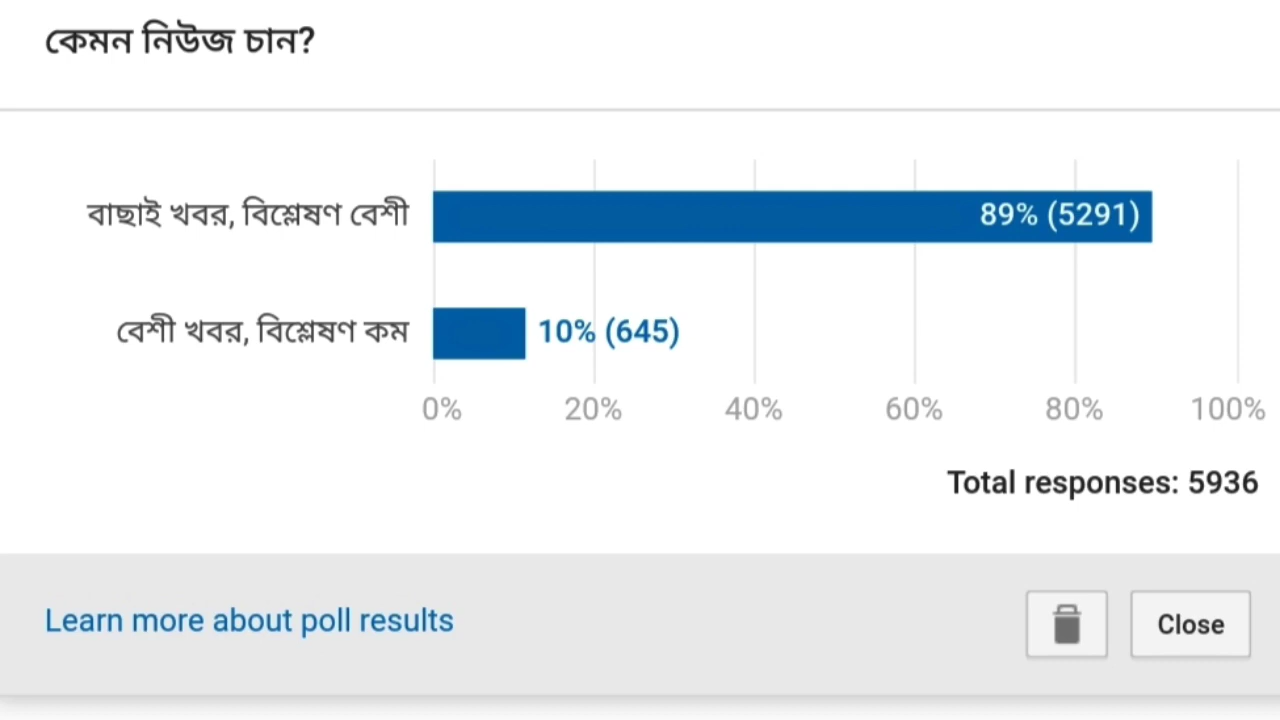 কেমন নিউজ চান?
বাছাই খবর, বিশ্লেষণ বেশী
89% (5291)
বেশী খবর, বিশ্লেষণ কম
10% (645)
0% 20% 40% 60% 80% 100%
Total responses: 5936
Learn more about poll results
Close